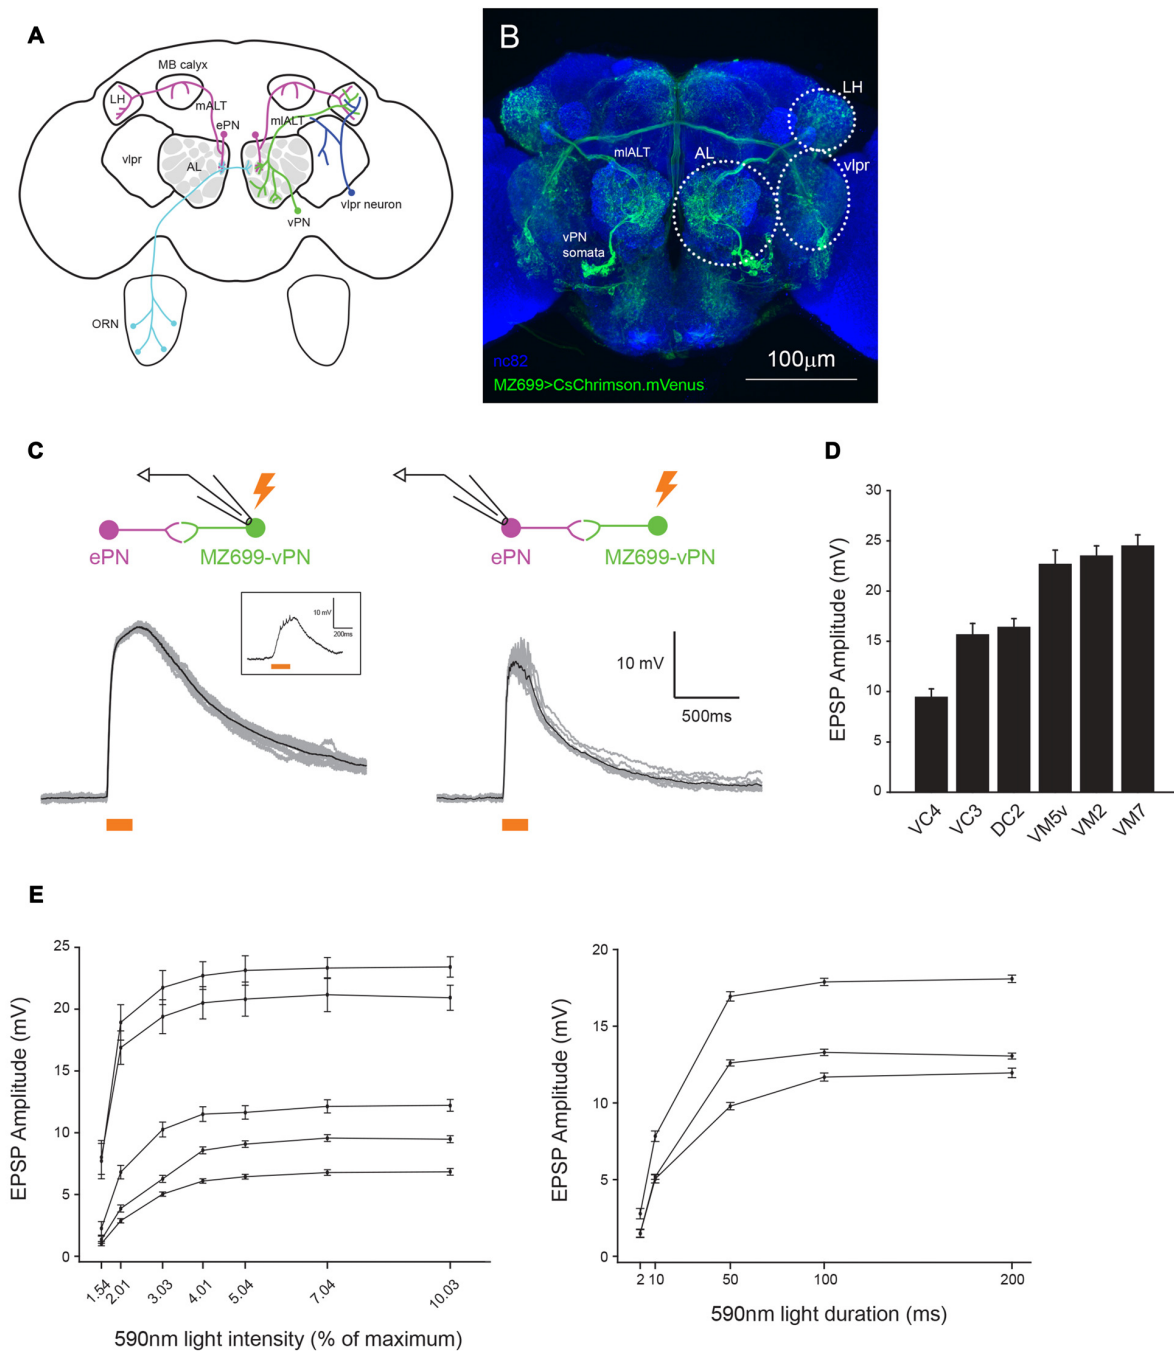 A
MB calyx
LH
mALT
ePN
mlALT
vlpr
AL
vlpr neuron
vPN
ORN
B
LH
mlALT
AL
vlpr
vPN
somata
100μm
nc82
MZ699>CsChrimson.mVenus
C
ePN
MZ699-vPN
ePN
MZ699-vPN
10 mV
200ms
10 mV
500ms
D
EPSP Amplitude (mV)
30
25
20
15
10
5
0
VC4
VC3
DC2
VM5v
VM2
VM7
E
EPSP Amplitude (mV)
25
20
15
10
5
0
1.54
2.01
3.03
4.01
5.04
7.04
10.03
590nm light intensity (% of maximum)
EPSP Amplitude (mV)
20
15
10
5
0
2
10
50
100
200
590nm light duration (ms)